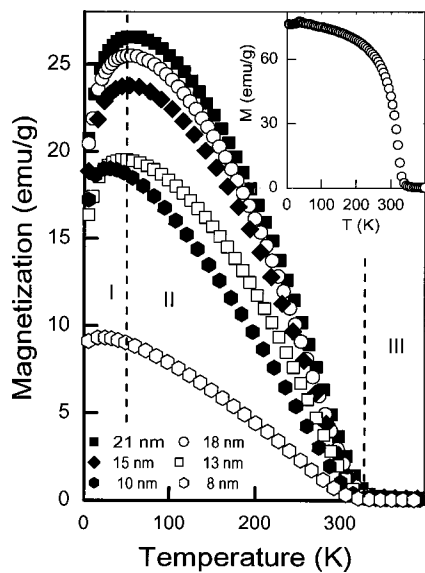 Magnetization (emu/g)
25
20
15
10
5
0
I
II
III
21 nm
18 nm
15 nm
13 nm
10 nm
8 nm
0
100
200
300
Temperature (K)
M (emu/g)
60
30
0
0
100
200
300
T (K)